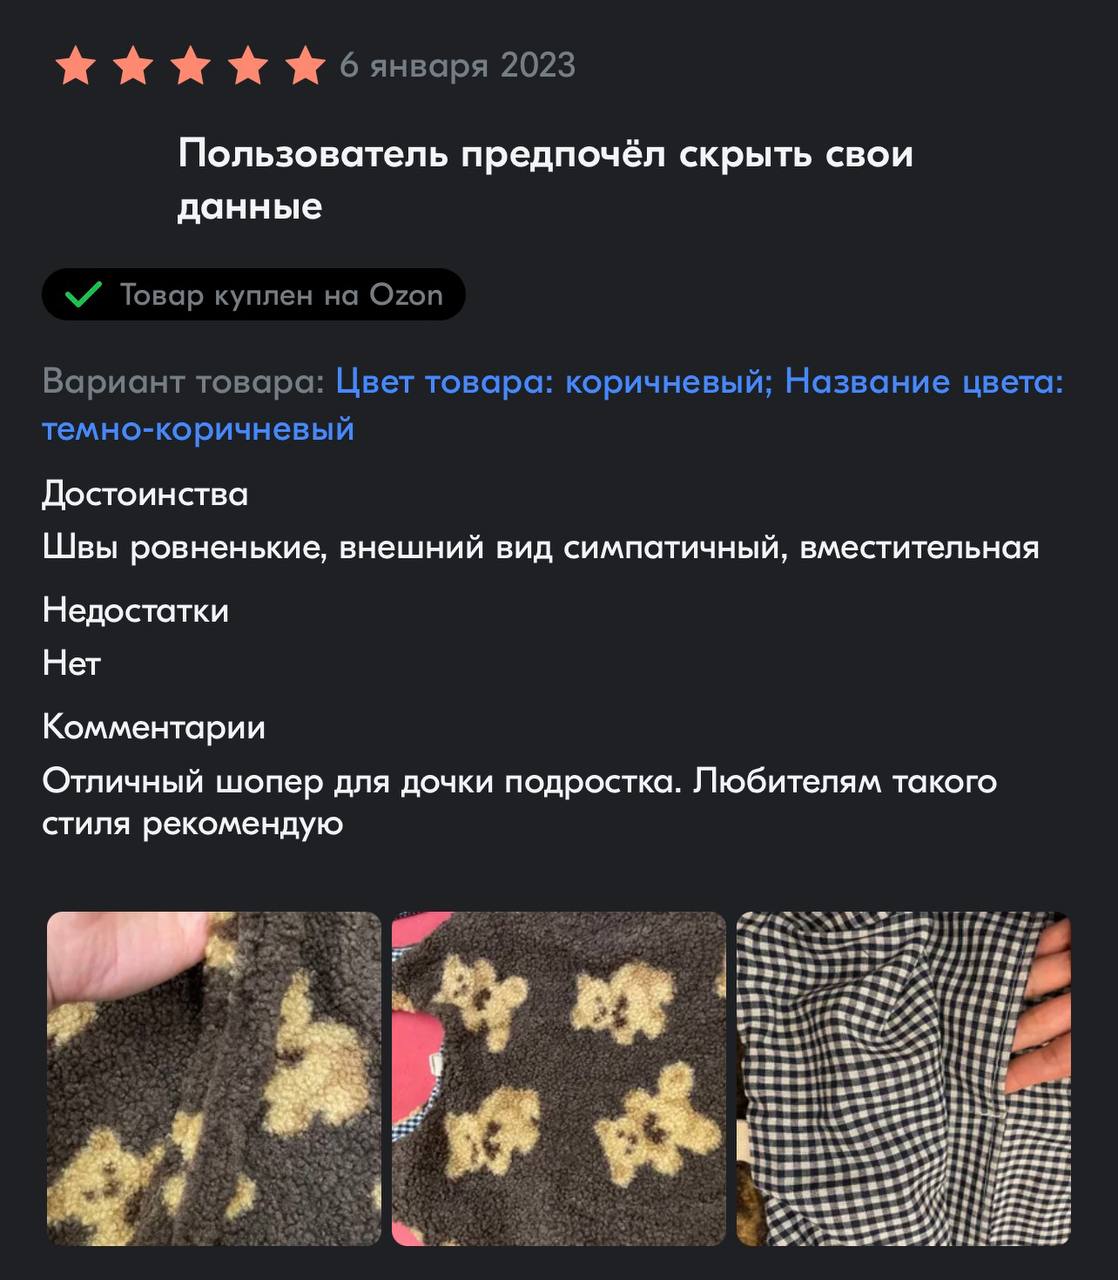 6 января 2023
Пользователь предпочёл скрыть свои
данные
Товар куплен на Ozon
Вариант товара: Цвет товара: коричневый; Название цвета:
темно-коричневый
Достоинства
Швы ровненькие, внешний вид симпатичный, вместительная
Недостатки
Нет
Комментарии
Отличный шопер для дочки подростка. Любителям такого
стиля рекомендую